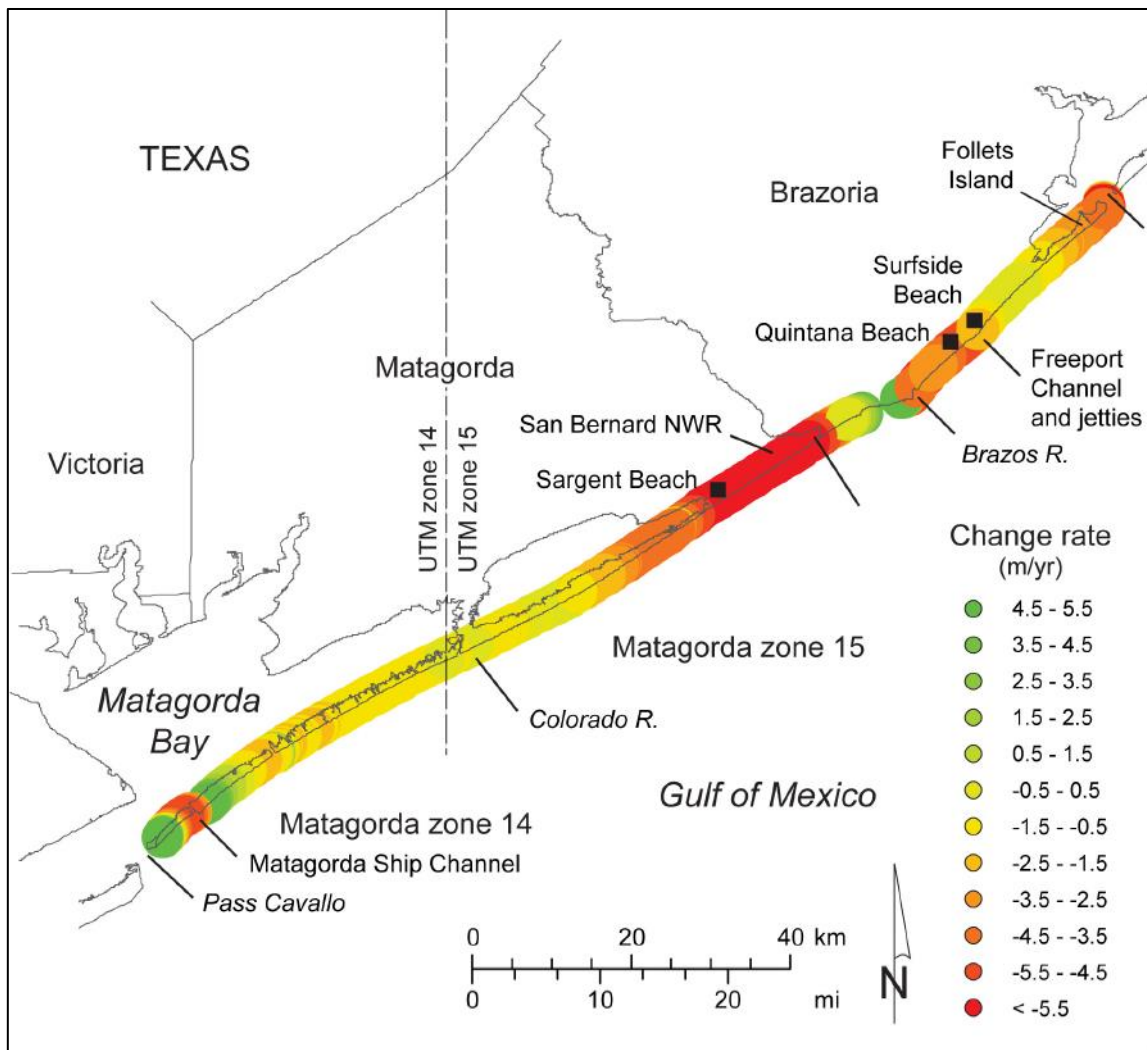 TEXAS
Follets
Island
Brazoria
Surfside
Beach
Quintana Beach
Matagorda
Freeport
Channel
and jetties
San Bernard NWR
Brazos R.
Victoria
UTM zone 14
UTM zone 15
Sargent Beach
Change rate
(m/yr)
4.5 - 5.5
3.5 - 4.5
2.5 - 3.5
1.5 - 2.5
0.5 - 1.5
-0.5 - 0.5
-1.5 - -0.5
-2.5 - -1.5
-3.5 - -2.5
-4.5 - -3.5
-5.5 - -4.5
< -5.5
Matagorda zone 15
Matagorda
Bay
Colorado R.
Gulf of Mexico
Matagorda zone 14
Matagorda Ship Channel
Pass Cavallo
0 20 40 km
0 10 20
mi
N